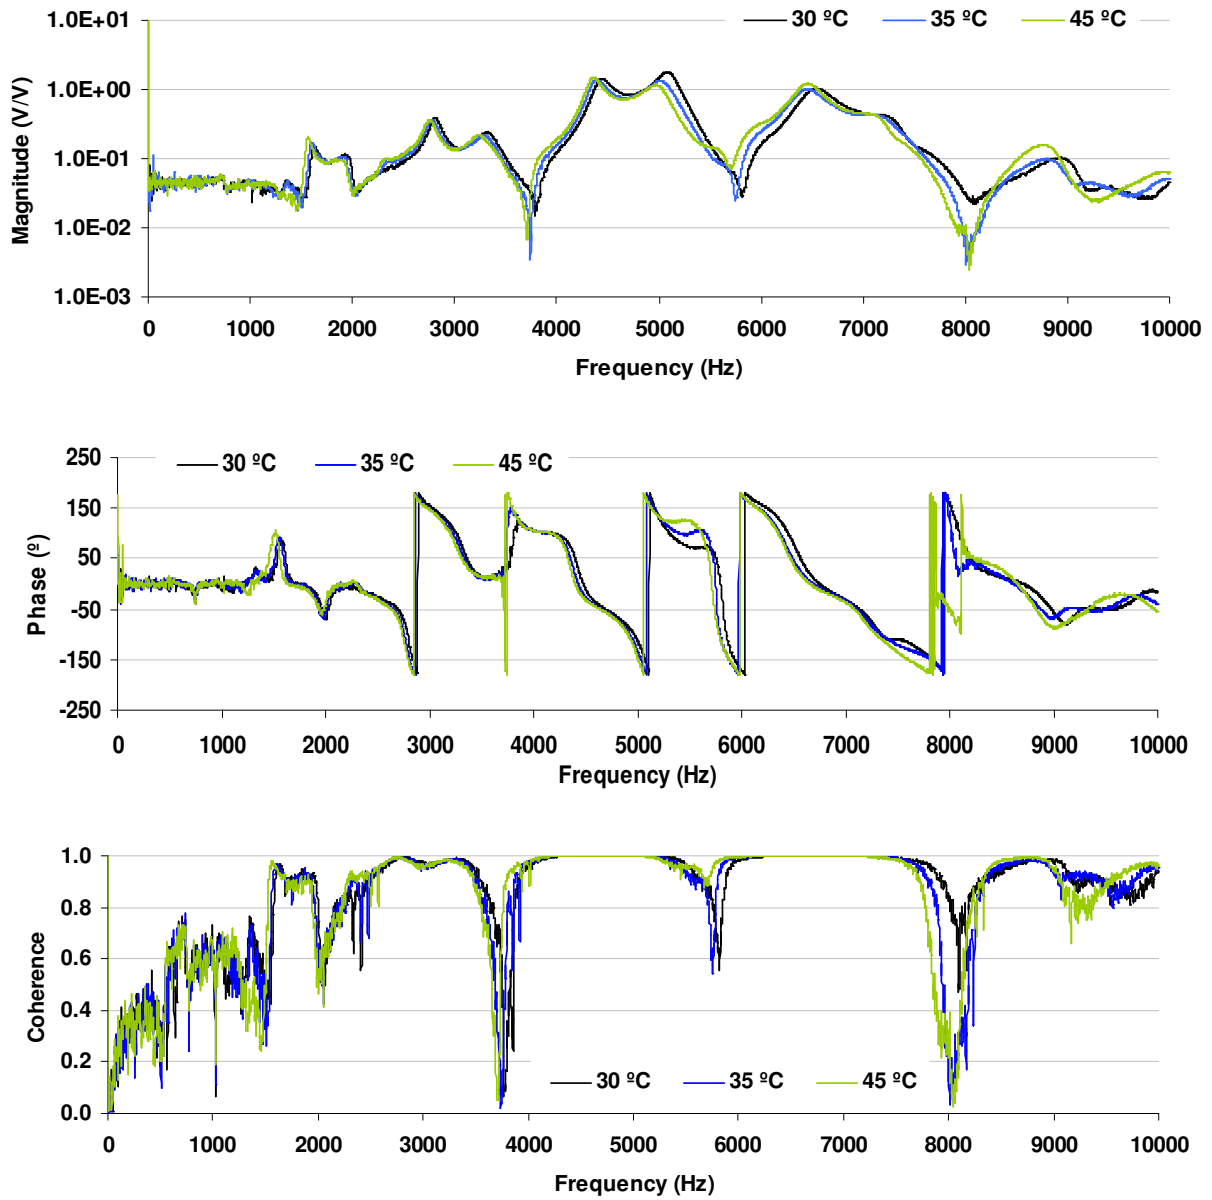 1.0E+01
30 ºC 35 ºC 45 ºC
1.0E+00
1.0E-01
1.0E-02
1.0E-03
Magnitude (V/V)
0 1000 2000 3000 4000 5000 6000 7000 8000 9000 10000
Frequency (Hz)
250
30 ºC 35 ºC 45 ºC
150
50
-50
-150
-250
Phase (º)
0 1000 2000 3000 4000 5000 6000 7000 8000 9000 10000
Frequency (Hz)
1.0
0.8
0.6
0.4
0.2
0.0
Coherence
30 ºC 35 ºC 45 ºC
0 1000 2000 3000 4000 5000 6000 7000 8000 9000 10000
Frequency (Hz)